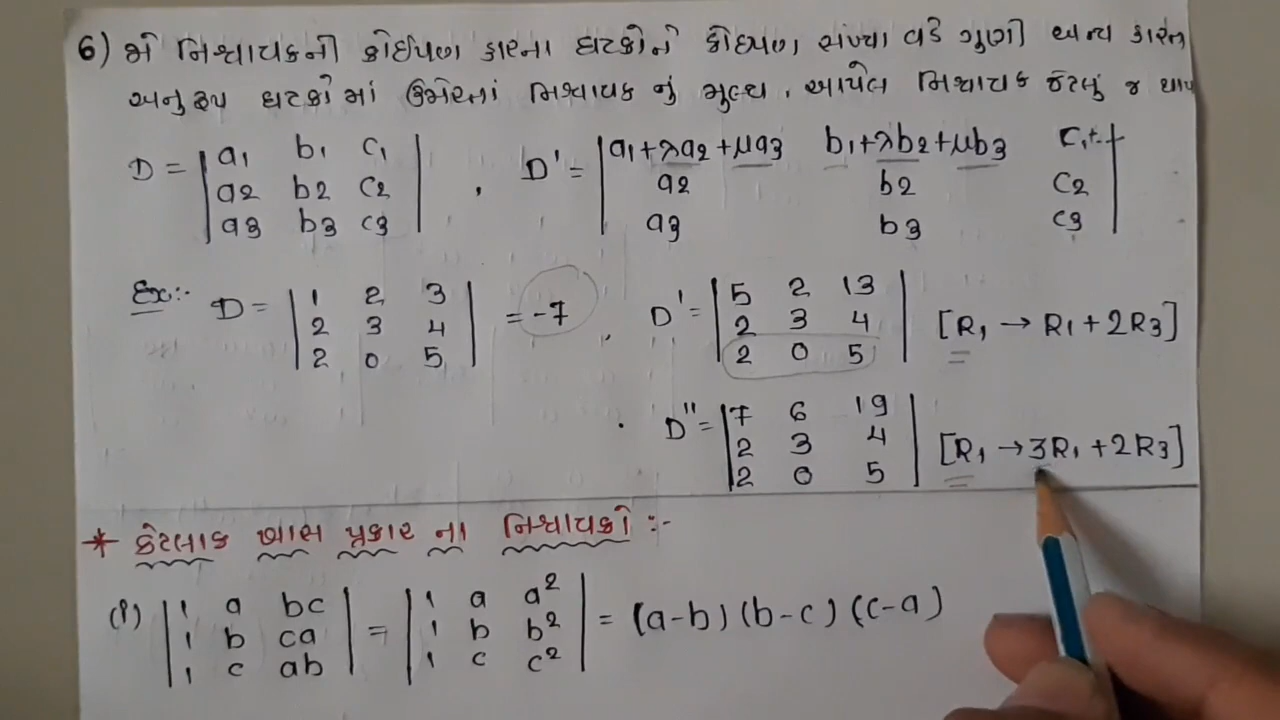 6) જો નિશ્ચાયકની કોઈપણ હારના ઘટકોને કોઈપણ સંખ્યા વડે ગુણી અન્ય હારના
અનુરૂપ ઘટકોમાં ઉમેરતાં નિશ્ચાયક નું મૂલ્ય, આપેલ નિશ્ચાયક જેટલું જ થાય
D = | a1 b1 c1 | , D' = | a1+λa2+μa3 b1+λb2+μb3 c1+.. |
| a2 b2 c2 | | a2 b2 c2 |
| a3 b3 c3 | | a3 b3 c3 |
Ex:- D = | 1 2 3 | = -7 , D' = | 5 2 13 |
| 2 3 4 | | 2 3 4 | [R1 → R1 + 2R3]
| 2 0 5 | | 2 0 5 |
. D'' = | 7 6 19 |
| 2 3 4 | [R1 → 3R1 + 2R3]
| 2 0 5 |
* કેટલાક ખાસ પ્રકાર ના નિશ્ચાયકો :-
(1) | 1 a bc | = | 1 a a² | = (a-b) (b-c) (c-a)
| 1 b ca | | 1 b b² |
| 1 c ab | | 1 c c² |